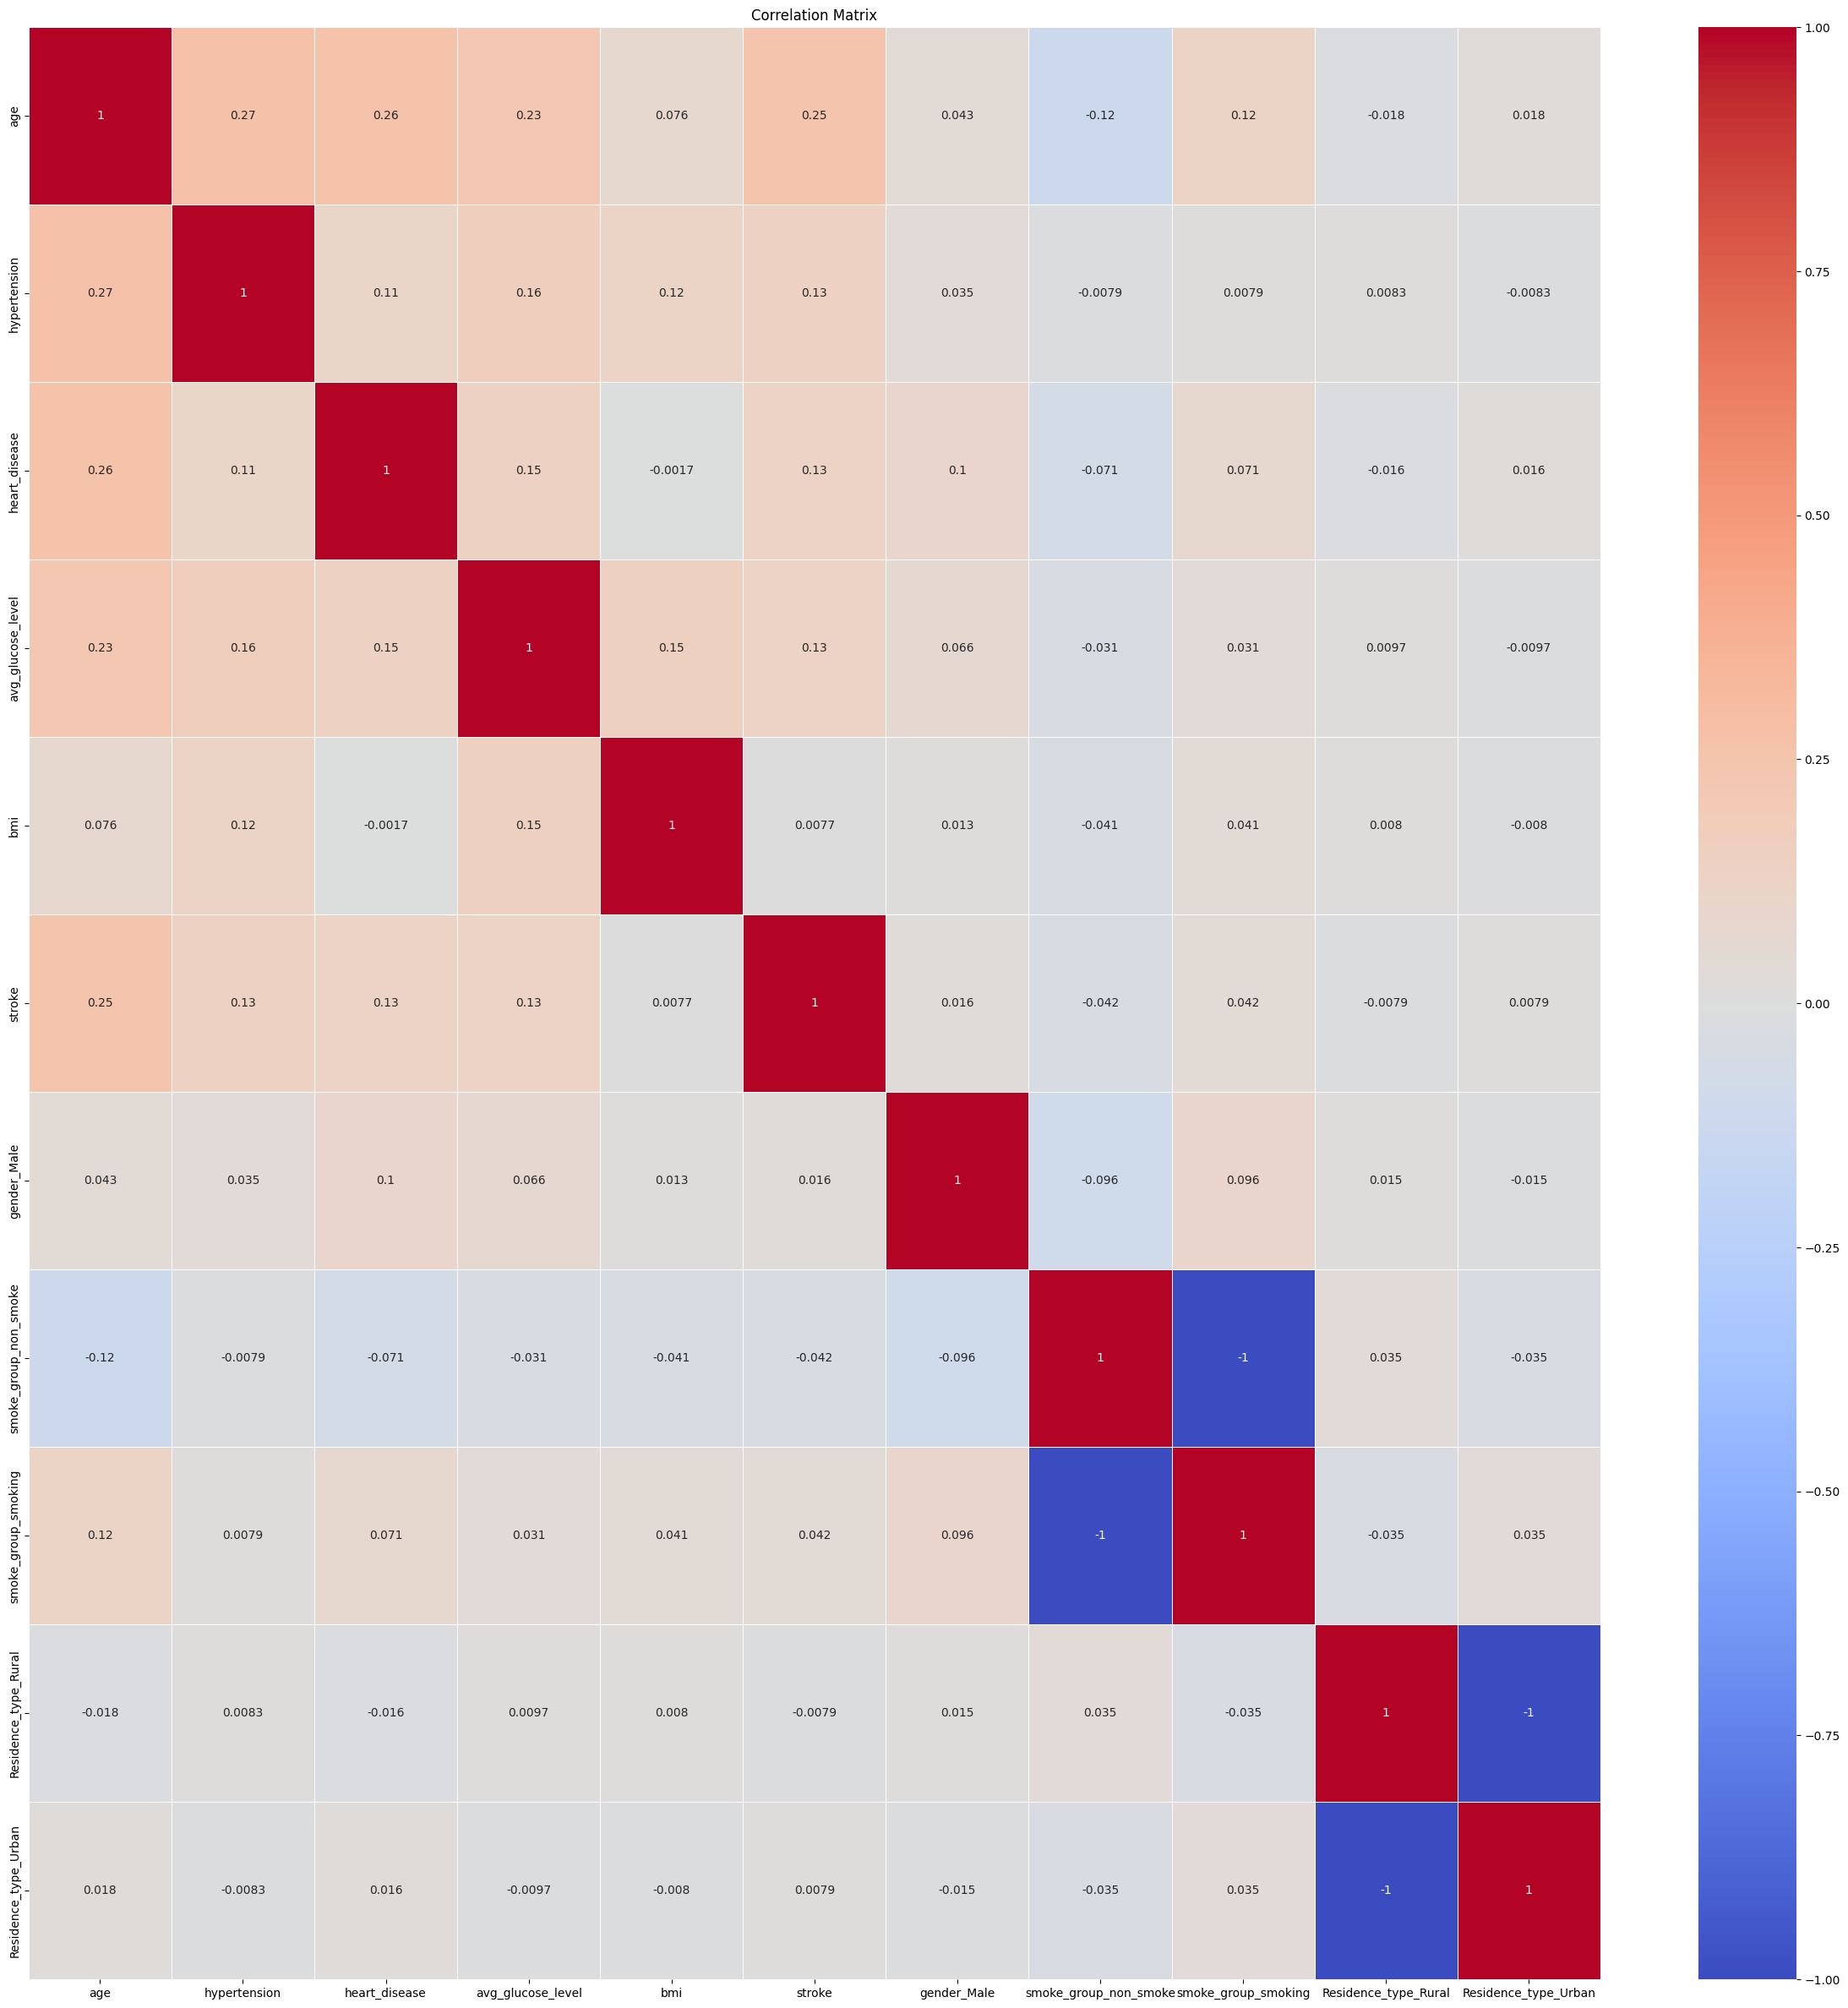 Correlation Matrix
age 1 0.27 0.26 0.23 0.076 0.25 0.043 -0.12 0.12 -0.018 0.018
hypertension 0.27 1 0.11 0.16 0.12 0.13 0.035 -0.0079 0.0079 0.0083 -0.0083
heart_disease 0.26 0.11 1 0.15 -0.0017 0.13 0.1 -0.071 0.071 -0.016 0.016
avg_glucose_level 0.23 0.16 0.15 1 0.15 0.13 0.066 -0.031 0.031 0.0097 -0.0097
bmi 0.076 0.12 -0.0017 0.15 1 0.0077 0.013 -0.041 0.041 0.008 -0.008
stroke 0.25 0.13 0.13 0.13 0.0077 1 0.016 -0.042 0.042 -0.0079 0.0079
gender_Male 0.043 0.035 0.1 0.066 0.013 0.016 1 -0.096 0.096 0.015 -0.015
smoke_group_non_smoke -0.12 -0.0079 -0.071 -0.031 -0.041 -0.042 -0.096 1 -1 0.035 -0.035
smoke_group_smoking 0.12 0.0079 0.071 0.031 0.041 0.042 0.096 -1 1 -0.035 0.035
Residence_type_Rural -0.018 0.0083 -0.016 0.0097 0.008 -0.0079 0.015 0.035 -0.035 1 -1
Residence_type_Urban 0.018 -0.0083 0.016 -0.0097 -0.008 0.0079 -0.015 -0.035 0.035 -1 1
age hypertension heart_disease avg_glucose_level bmi stroke gender_Male smoke_group_non_smoke smoke_group_smoking Residence_type_Rural Residence_type_Urban
1.00
0.75
0.50
0.25
0.00
−0.25
−0.50
−0.75
−1.00